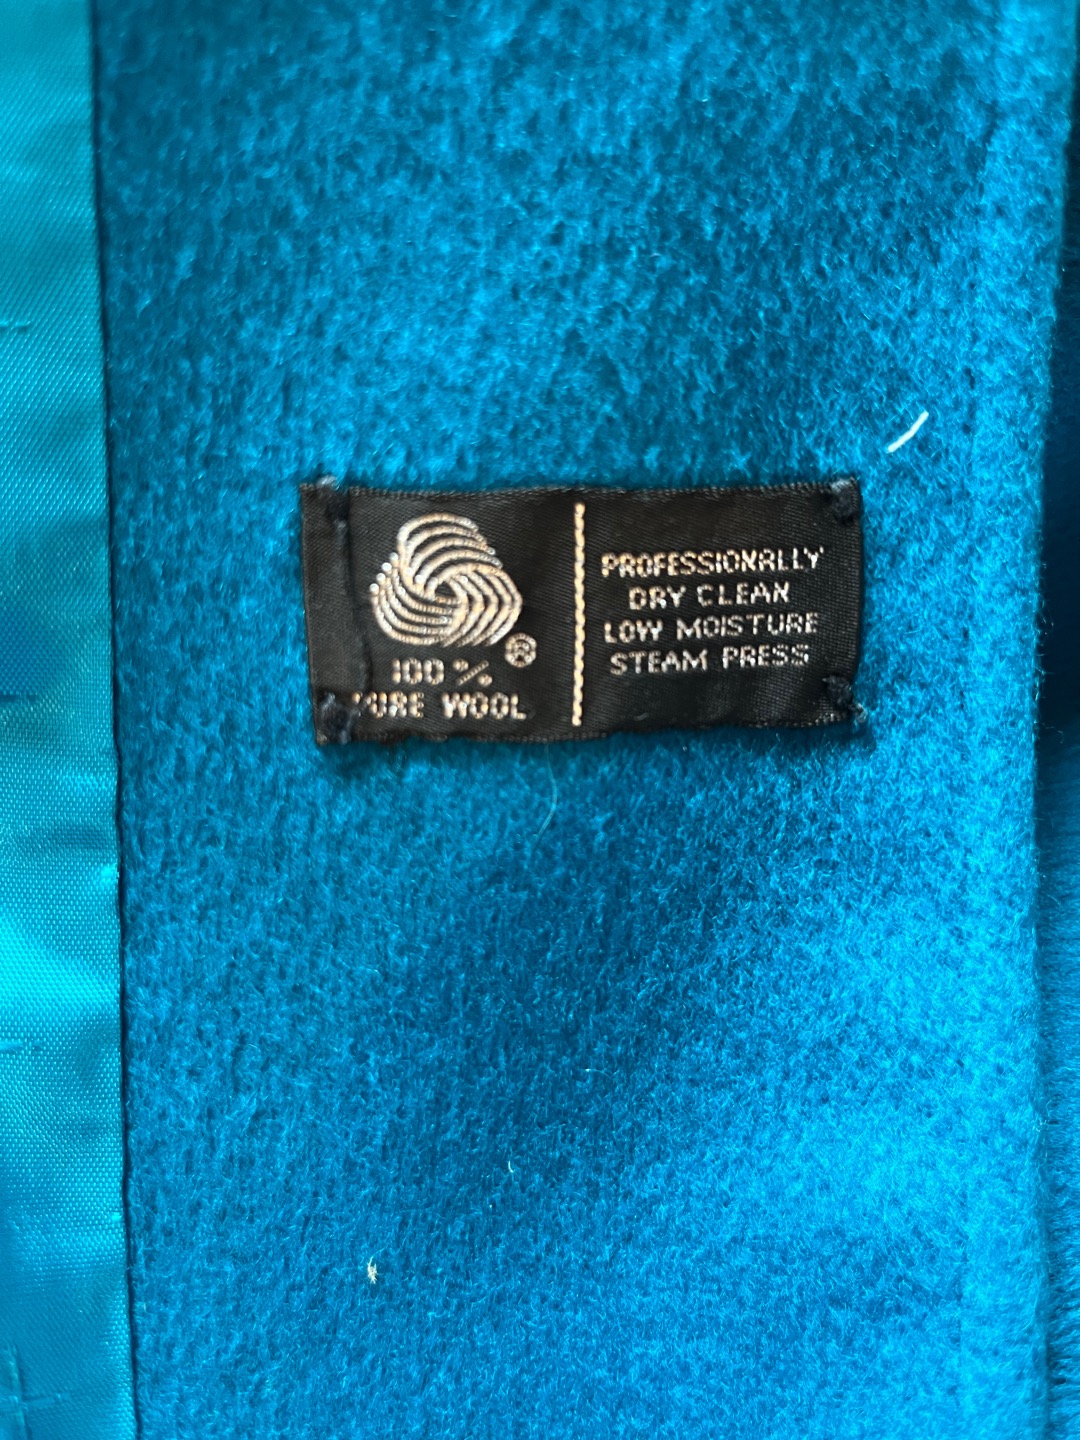 100 %
PURE WOOL
®
PROFESSIONALLY
DRY CLEAN
LOW MOISTURE
STEAM PRESS